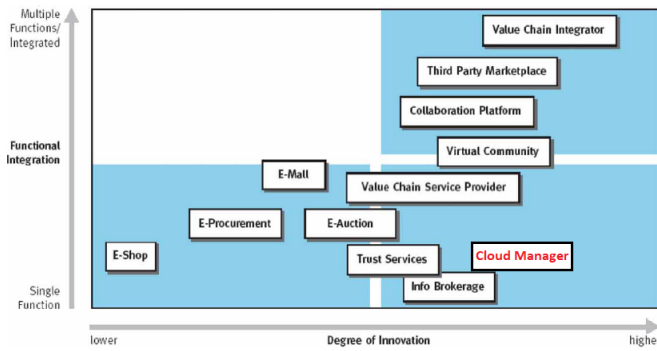 Multiple
Functions/
Integrated
Value Chain Integrator
Third Party Marketplace
Collaboration Platform
Functional
Integration
Virtual Community
E-Mall
Value Chain Service Provider
E-Procurement
E-Auction
E-Shop
Trust Services
Cloud Manager
Info Brokerage
Single
Function
lower
Degree of Innovation
highe